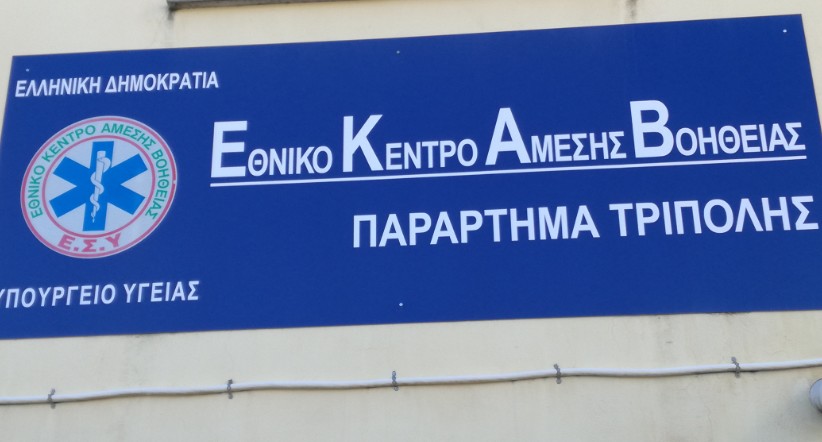 ΕΛΛΗΝΙΚΗ ΔΗΜΟΚΡΑΤΙΑ
ΕΘΝΙΚΟ ΚΕΝΤΡΟ ΑΜΕΣΗΣ ΒΟΗΘΕΙΑΣ
Ε.Σ.Υ
ΕΘΝΙΚΟ ΚΕΝΤΡΟ ΑΜΕΣΗΣ ΒΟΗΘΕΙΑΣ
ΠΑΡΑΡΤΗΜΑ ΤΡΙΠΟΛΗΣ
ΥΠΟΥΡΓΕΙΟ ΥΓΕΙΑΣ